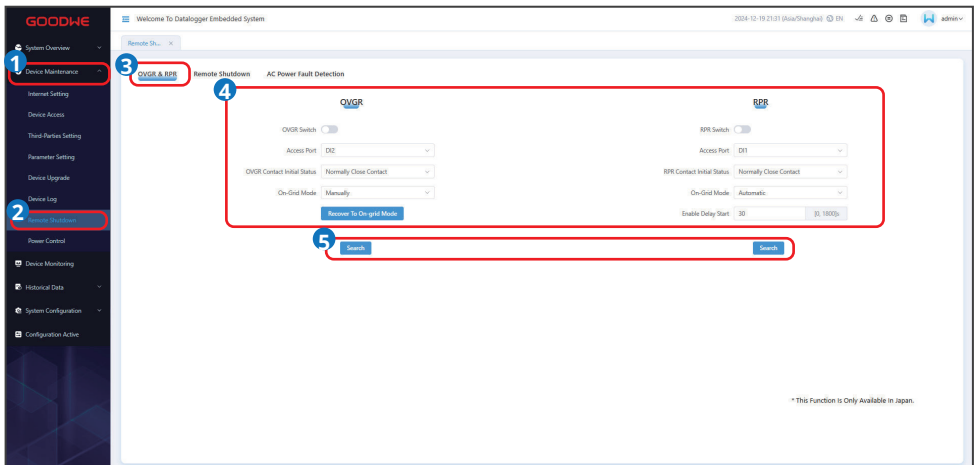 GOODWE
Welcome To Datalogger Embedded System
2024-12-19 21:31 (Asia/Shanghai)
EN
admin
System Overview
Remote Sh... ×
1
Device Maintenance
3
OVGR & RPR
Remote Shutdown
AC Power Fault Detection
4
Internet Setting
Device Access
Third-Parties Setting
Parameter Setting
Device Upgrade
Device Log
2
Remote Shutdown
Power Control
Device Monitoring
Historical Data
System Configuration
Configuration Active
OVGR
OVGR Switch
Access Port DI2
OVGR Contact Initial Status Normally Close Contact
On-Grid Mode Manually
Recover To On-grid Mode
RPR
RPR Switch
Access Port DI1
RPR Contact Initial Status Normally Close Contact
On-Grid Mode Automatic
Enable Delay Start 30 [0, 1800]s
5
Search
Search
* This Function Is Only Available In Japan.